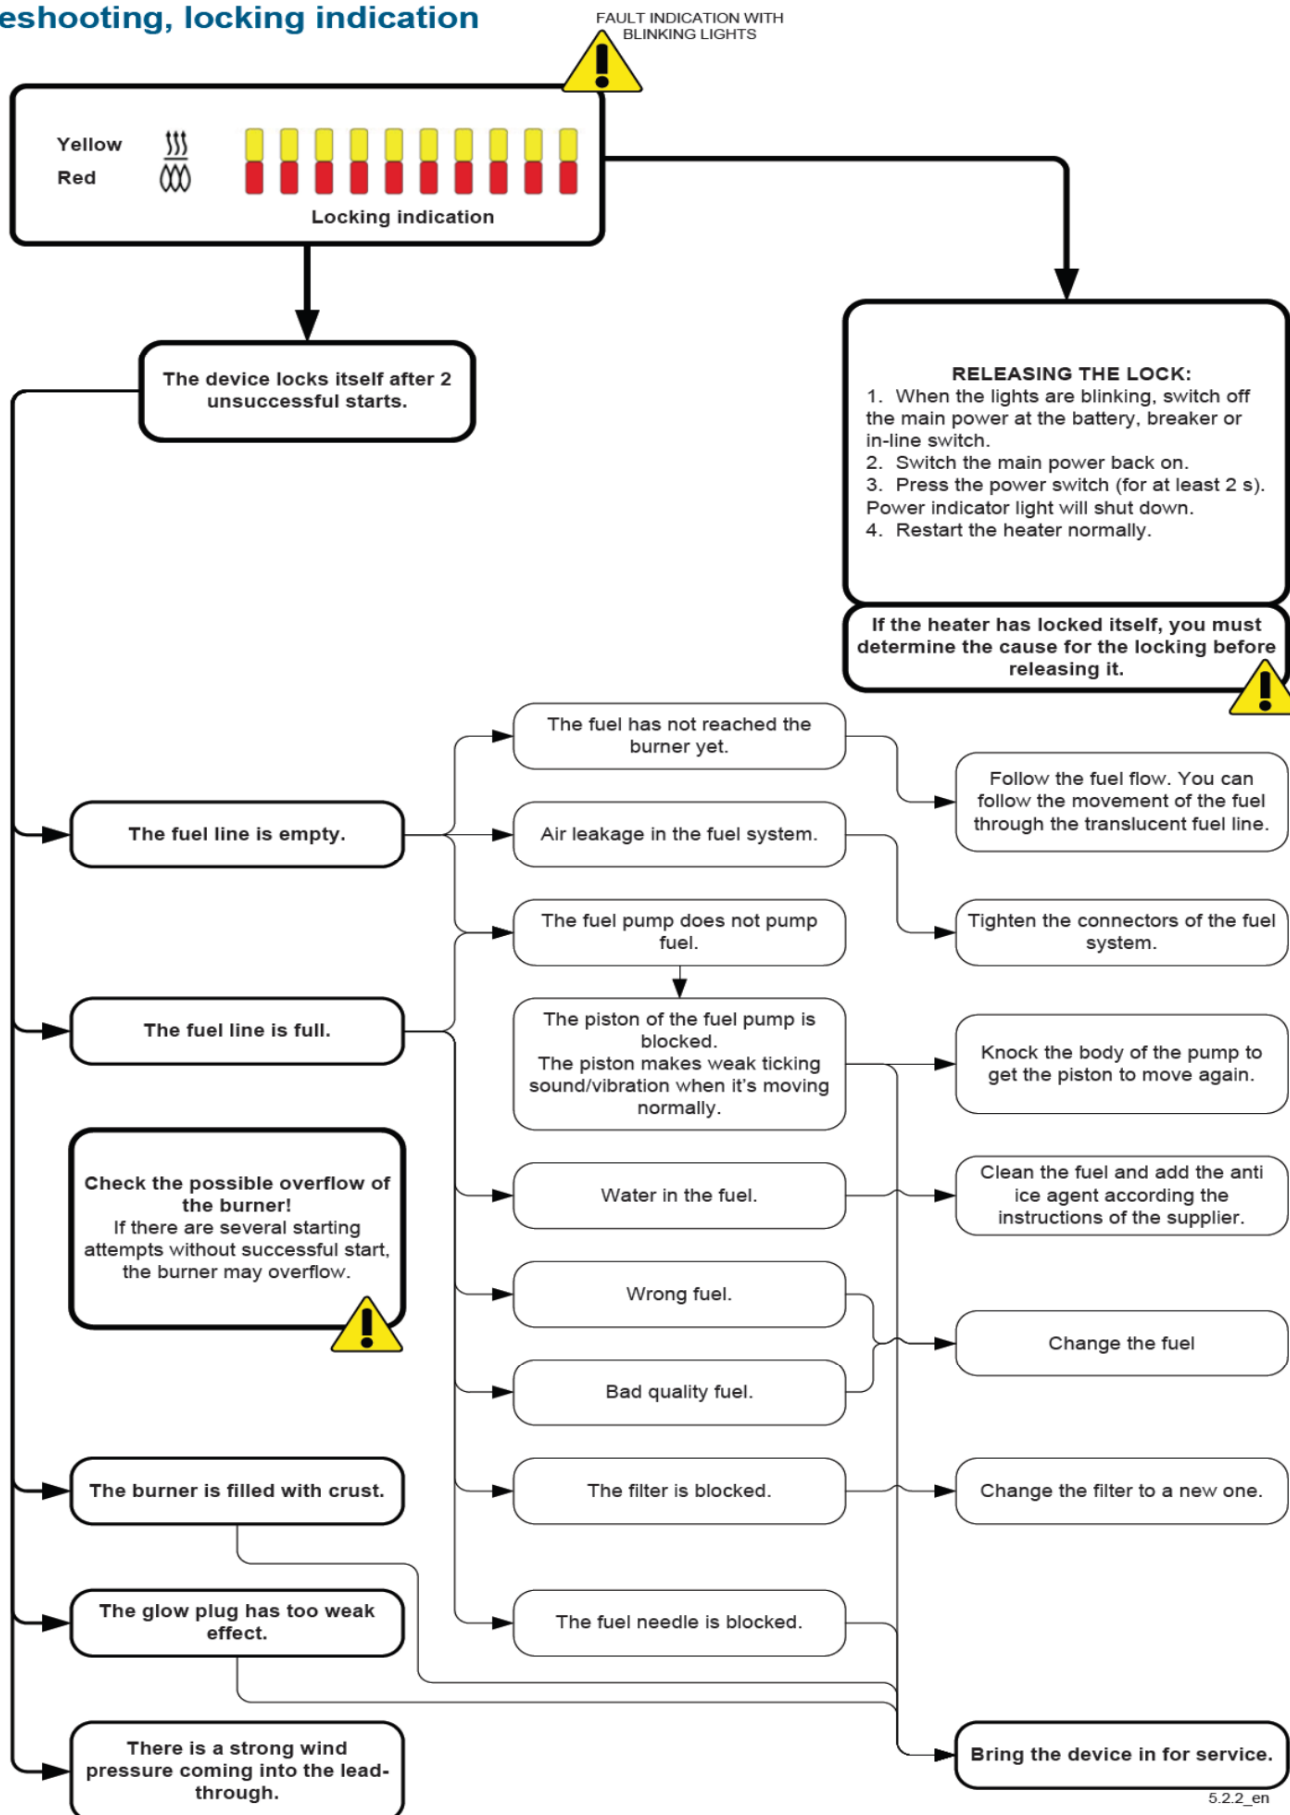 eshooting, locking indication
FAULT INDICATION WITH
BLINKING LIGHTS
Yellow
Red
Locking indication
The device locks itself after 2
unsuccessful starts.
RELEASING THE LOCK:
1. When the lights are blinking, switch off
the main power at the battery, breaker or
in-line switch.
2. Switch the main power back on.
3. Press the power switch (for at least 2 s).
Power indicator light will shut down.
4. Restart the heater normally.
If the heater has locked itself, you must
determine the cause for the locking before
releasing it.
The fuel has not reached the
burner yet.
Follow the fuel flow. You can
follow the movement of the fuel
through the translucent fuel line.
The fuel line is empty.
Air leakage in the fuel system.
The fuel pump does not pump
fuel.
Tighten the connectors of the fuel
system.
The fuel line is full.
The piston of the fuel pump is
blocked.
The piston makes weak ticking
sound/vibration when it's moving
normally.
Knock the body of the pump to
get the piston to move again.
Check the possible overflow of
the burner!
If there are several starting
attempts without successful start,
the burner may overflow.
Water in the fuel.
Clean the fuel and add the anti
ice agent according the
instructions of the supplier.
Wrong fuel.
Change the fuel
Bad quality fuel.
The burner is filled with crust.
The filter is blocked.
Change the filter to a new one.
The glow plug has too weak
effect.
The fuel needle is blocked.
There is a strong wind
pressure coming into the lead-
through.
Bring the device in for service.
5.2.2_en